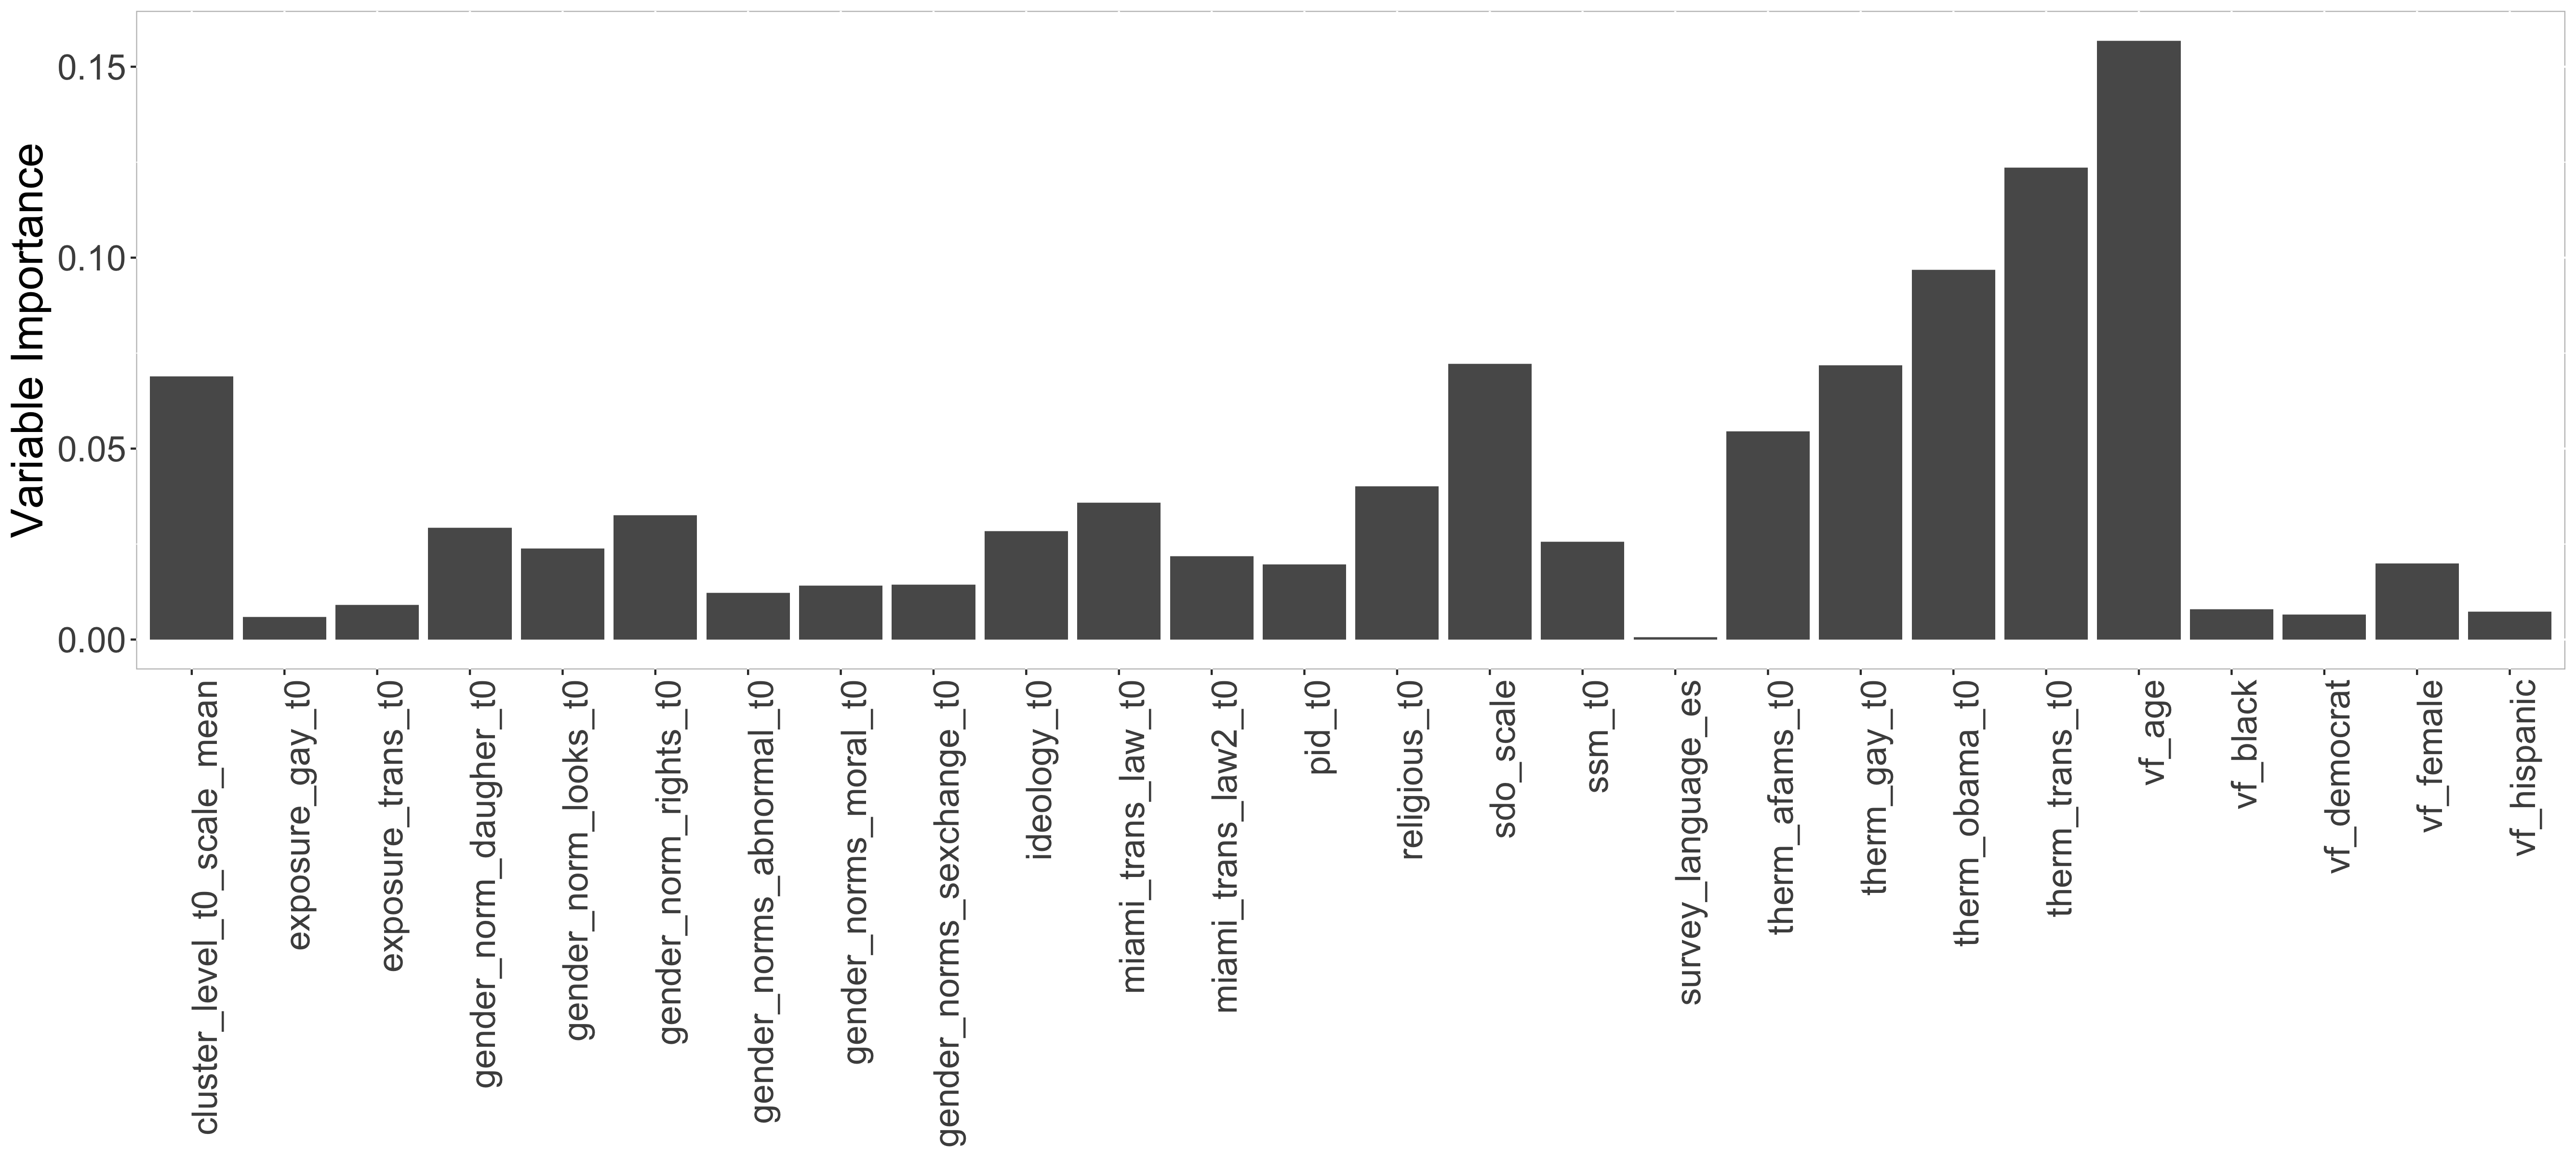 Variable Importance
0.15
0.10
0.05
0.00
cluster_level_t0_scale_mean
exposure_gay_t0
exposure_trans_t0
gender_norm_daugher_t0
gender_norm_looks_t0
gender_norm_rights_t0
gender_norms_abnormal_t0
gender_norms_moral_t0
gender_norms_sexchange_t0
ideology_t0
miami_trans_law_t0
miami_trans_law2_t0
pid_t0
religious_t0
sdo_scale
ssm_t0
survey_language_es
therm_afams_t0
therm_gay_t0
therm_obama_t0
therm_trans_t0
vf_age
vf_black
vf_democrat
vf_female
vf_hispanic